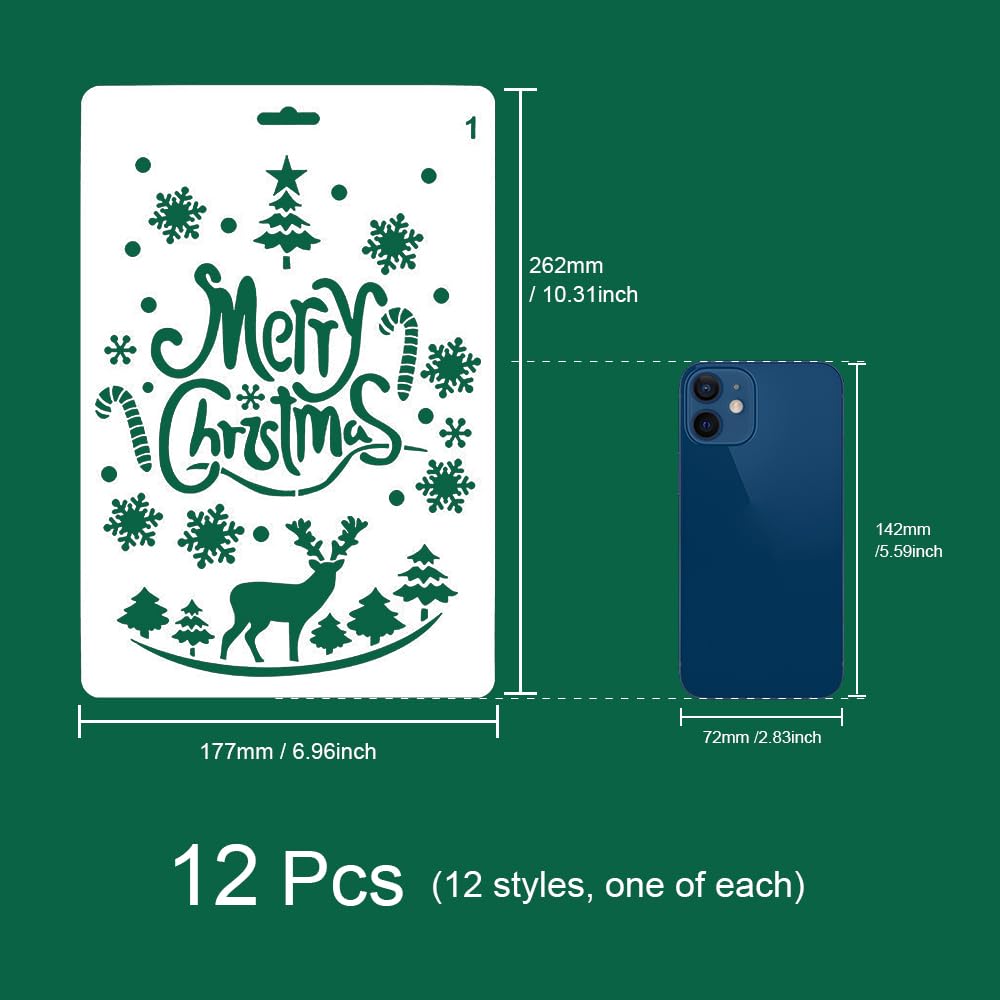 1
Merry
Christmas
262mm
/ 10.31inch
142mm
/5.59inch
72mm /2.83inch
177mm / 6.96inch
12 Pcs (12 styles, one of each)